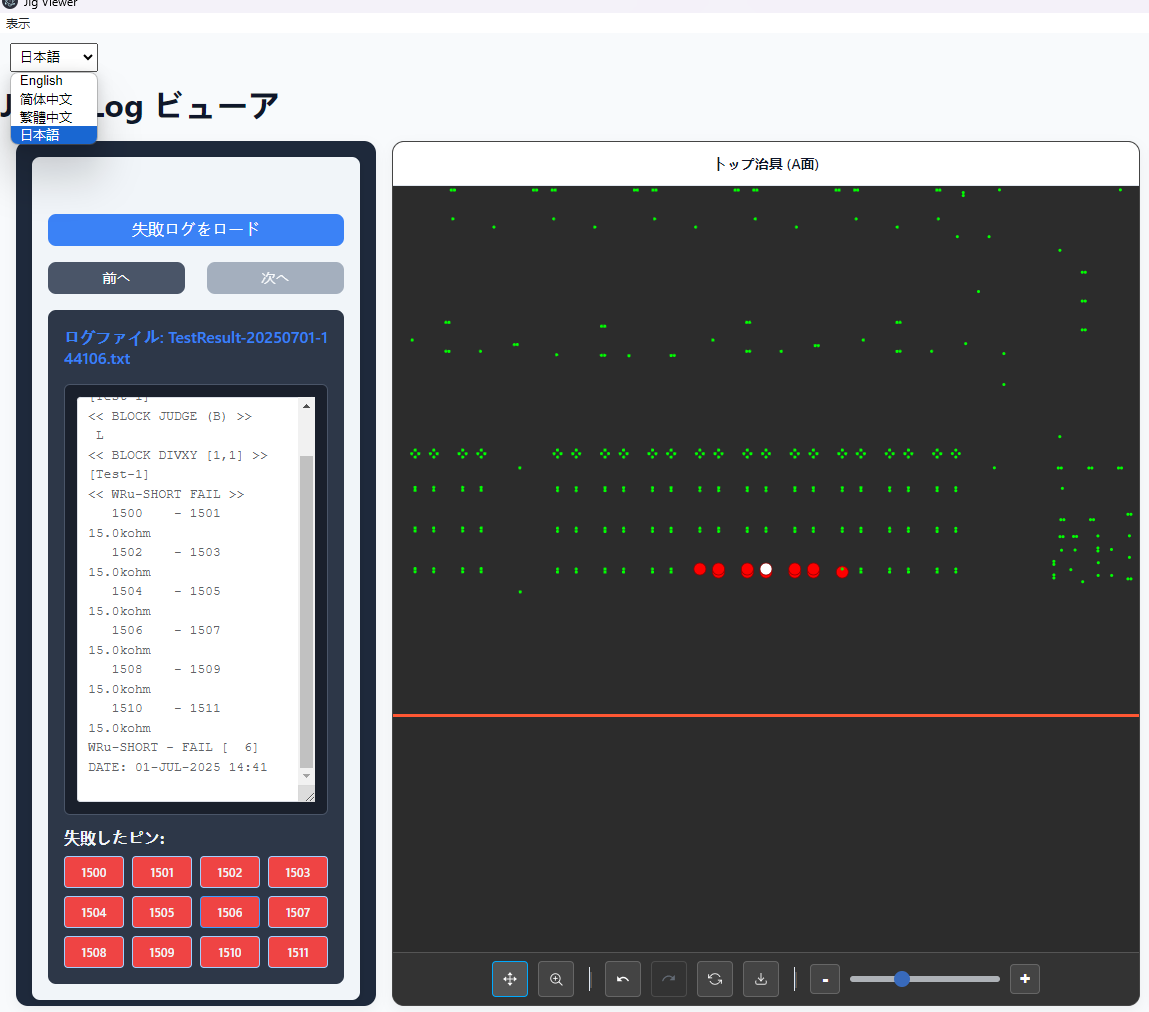 Jig Viewer
表示
日本語
English
简体中文
繁體中文
日本語
Log ビューア
失敗ログをロード
前へ
次へ
ログファイル: TestResult-20250701-1
44106.txt
[Test-1]
<< BLOCK JUDGE (B) >>
L
<< BLOCK DIVXY [1,1] >>
[Test-1]
<< WRu-SHORT FAIL >>
1500 - 1501
15.0kohm
1502 - 1503
15.0kohm
1504 - 1505
15.0kohm
1506 - 1507
15.0kohm
1508 - 1509
15.0kohm
1510 - 1511
15.0kohm
WRu-SHORT - FAIL [ 6]
DATE: 01-JUL-2025 14:41
失敗したピン:
1500 1501 1502 1503
1504 1505 1506 1507
1508 1509 1510 1511
トップ治具 (A面)
- +